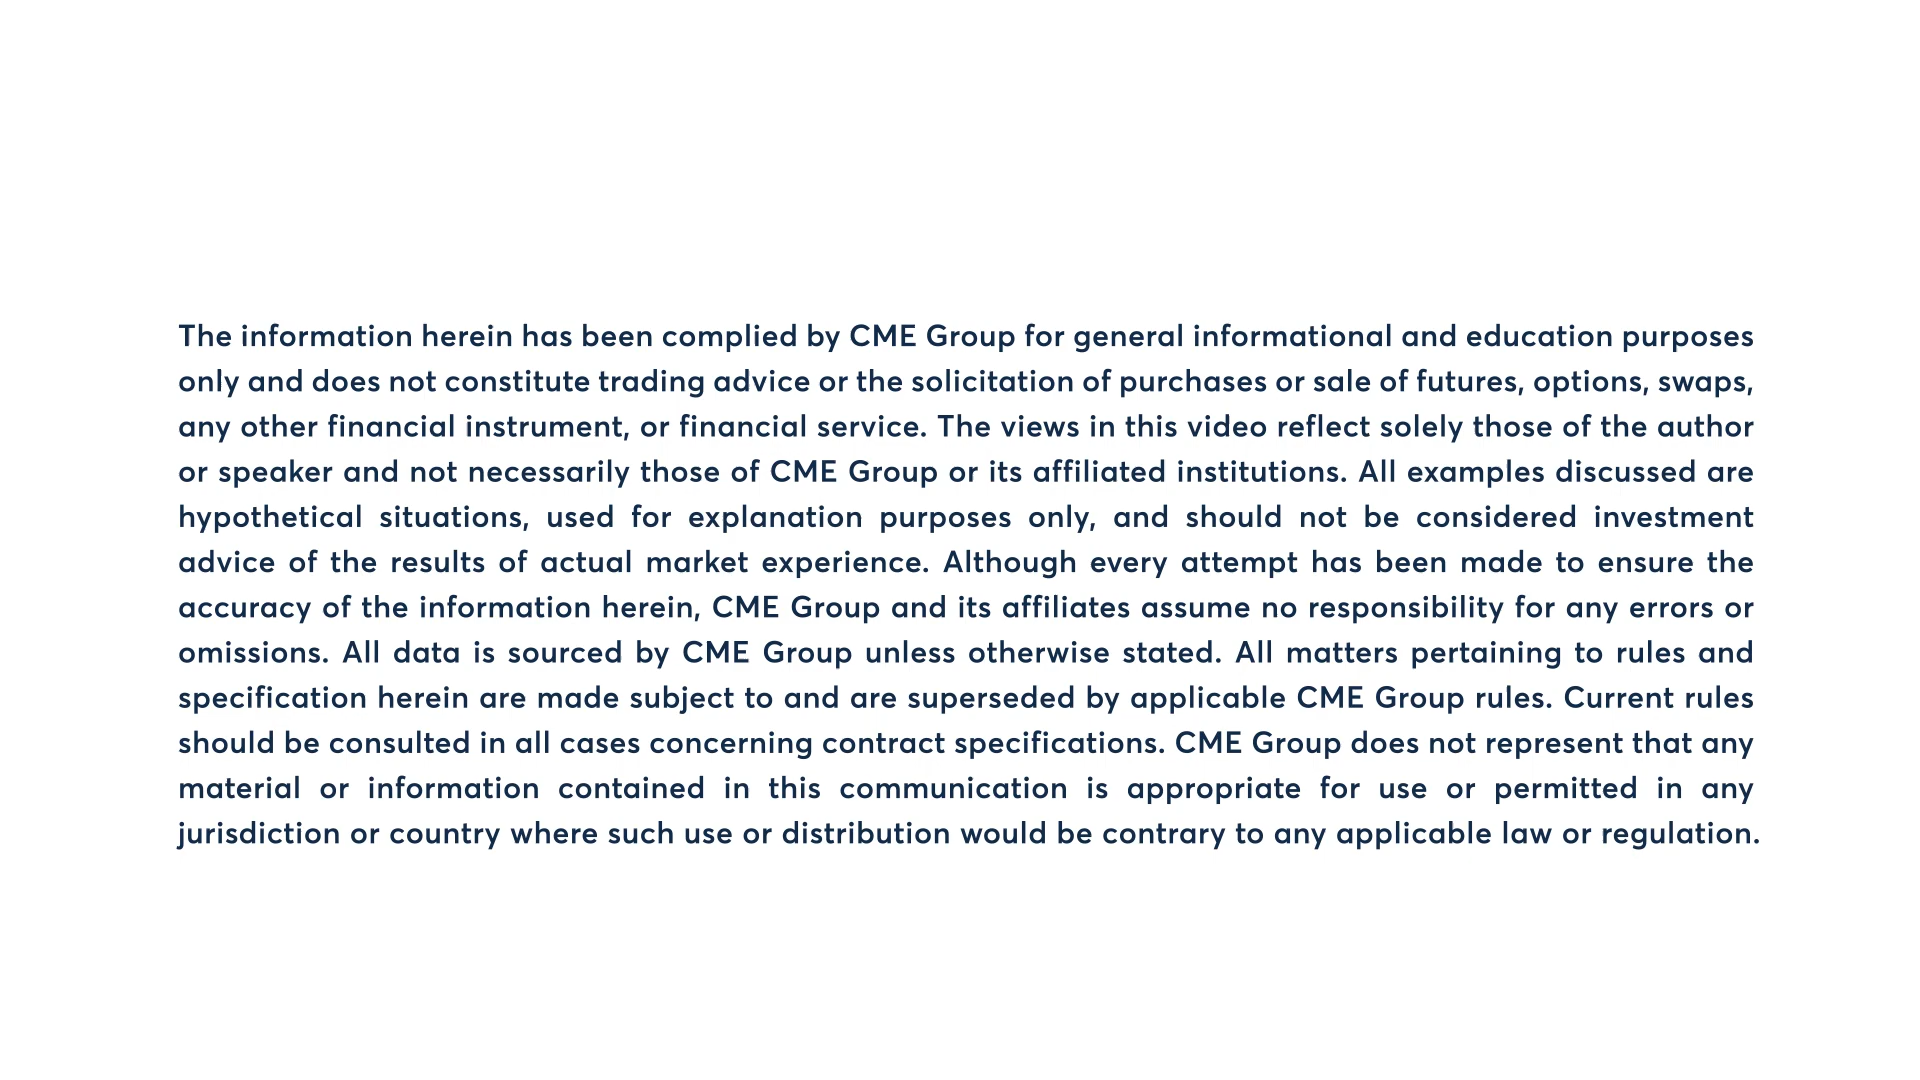 The information herein has been complied by CME Group for general informational and education purposes
only and does not constitute trading advice or the solicitation of purchases or sale of futures, options, swaps,
any other financial instrument, or financial service. The views in this video reflect solely those of the author
or speaker and not necessarily those of CME Group or its affiliated institutions. All examples discussed are
hypothetical situations, used for explanation purposes only, and should not be considered investment
advice of the results of actual market experience. Although every attempt has been made to ensure the
accuracy of the information herein, CME Group and its affiliates assume no responsibility for any errors or
omissions. All data is sourced by CME Group unless otherwise stated. All matters pertaining to rules and
specification herein are made subject to and are superseded by applicable CME Group rules. Current rules
should be consulted in all cases concerning contract specifications. CME Group does not represent that any
material or information contained in this communication is appropriate for use or permitted in any
jurisdiction or country where such use or distribution would be contrary to any applicable law or regulation.